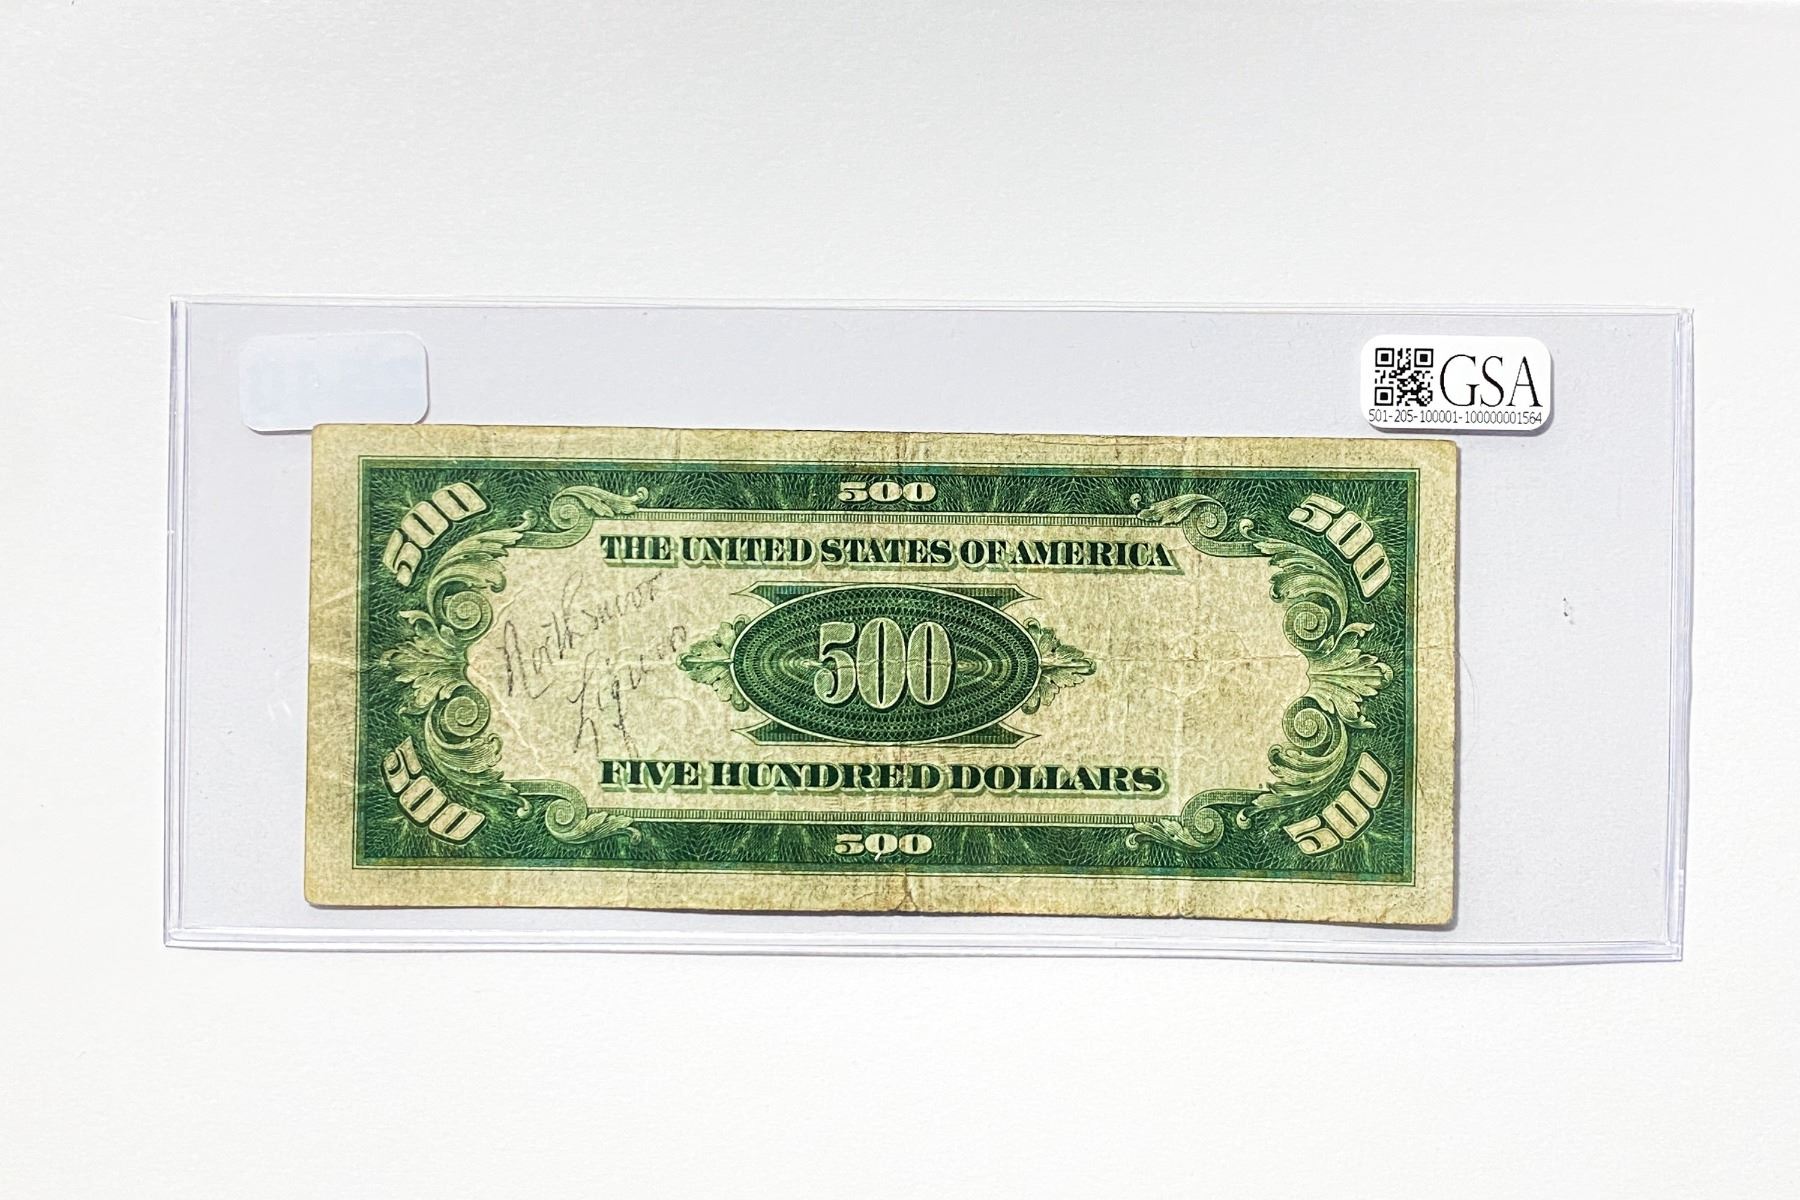 GSA
501-205-100001-100000001564
500
500 500
THE UNITED STATES OF AMERICA
North
500
FIVE HUNDRED DOLLARS
500 500
500